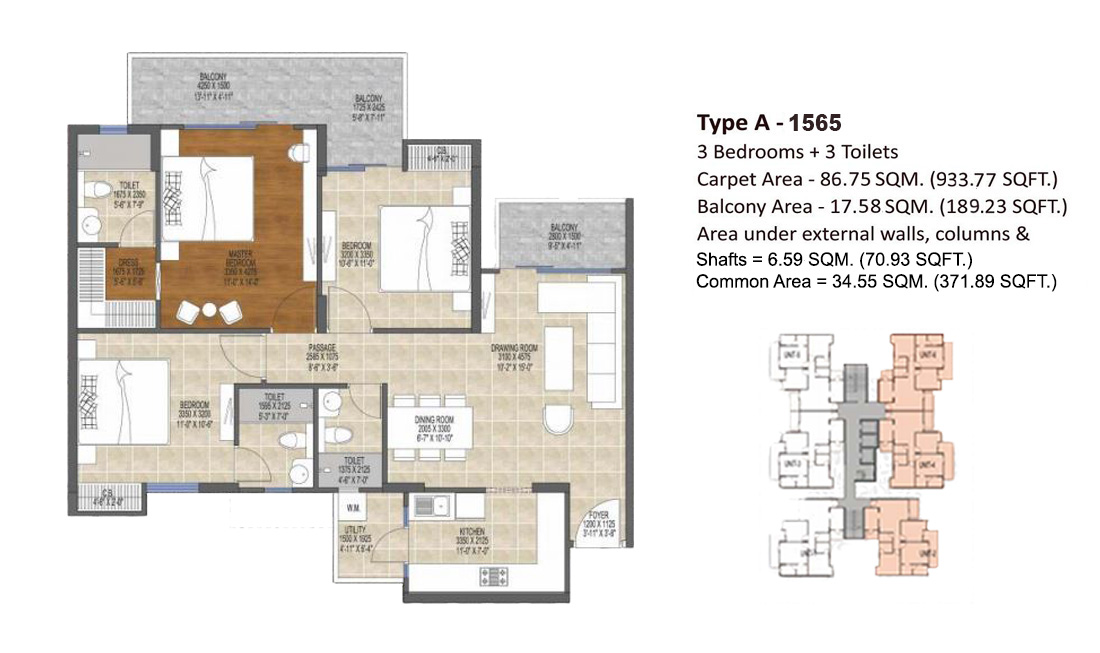 BALCONY
4250 X 1500
13'-11" X 4'-11"
BALCONY
1725 X 2425
5'-8" X 7'-11"
C.B.
4'-6" X 2'-0"
TOILET
1675 X 2350
5'-6" X 7'-9"
DRESS
1675 X 1725
5'-6" X 5'-8"
MASTER
BEDROOM
3350 X 4275
11'-0" X 14'-0"
BEDROOM
3200 X 3350
10'-6" X 11'-0"
BALCONY
2800 X 1500
9'-0" X 4'-11"
PASSAGE
2585 X 1075
8'-6" X 3'-6"
DRAWING ROOM
3100 X 4575
10'-2" X 15'-0"
BEDROOM
3350 X 3200
11'-0" X 10'-6"
TOILET
1595 X 2125
5'-3" X 7'-0"
DINING ROOM
2005 X 3300
6'-7" X 10'-10"
TOILET
1375 X 2125
4'-6" X 7'-0"
C.B.
4'-6" X 2'-0"
W.M.
UTILITY
1500 X 1925
4'-11" X 6'-4"
KITCHEN
3350 X 2125
11'-0" X 7'-0"
FOYER
1200 X 1125
3'-11" X 3'-8"
Type A - 1565
3 Bedrooms + 3 Toilets
Carpet Area - 86.75 SQM. (933.77 SQFT.)
Balcony Area - 17.58 SQM. (189.23 SQFT.)
Area under external walls, columns &
Shafts = 6.59 SQM. (70.93 SQFT.)
Common Area = 34.55 SQM. (371.89 SQFT.)
UNIT-5
UNIT-6
UNIT-3
UNIT-4
UNIT-2